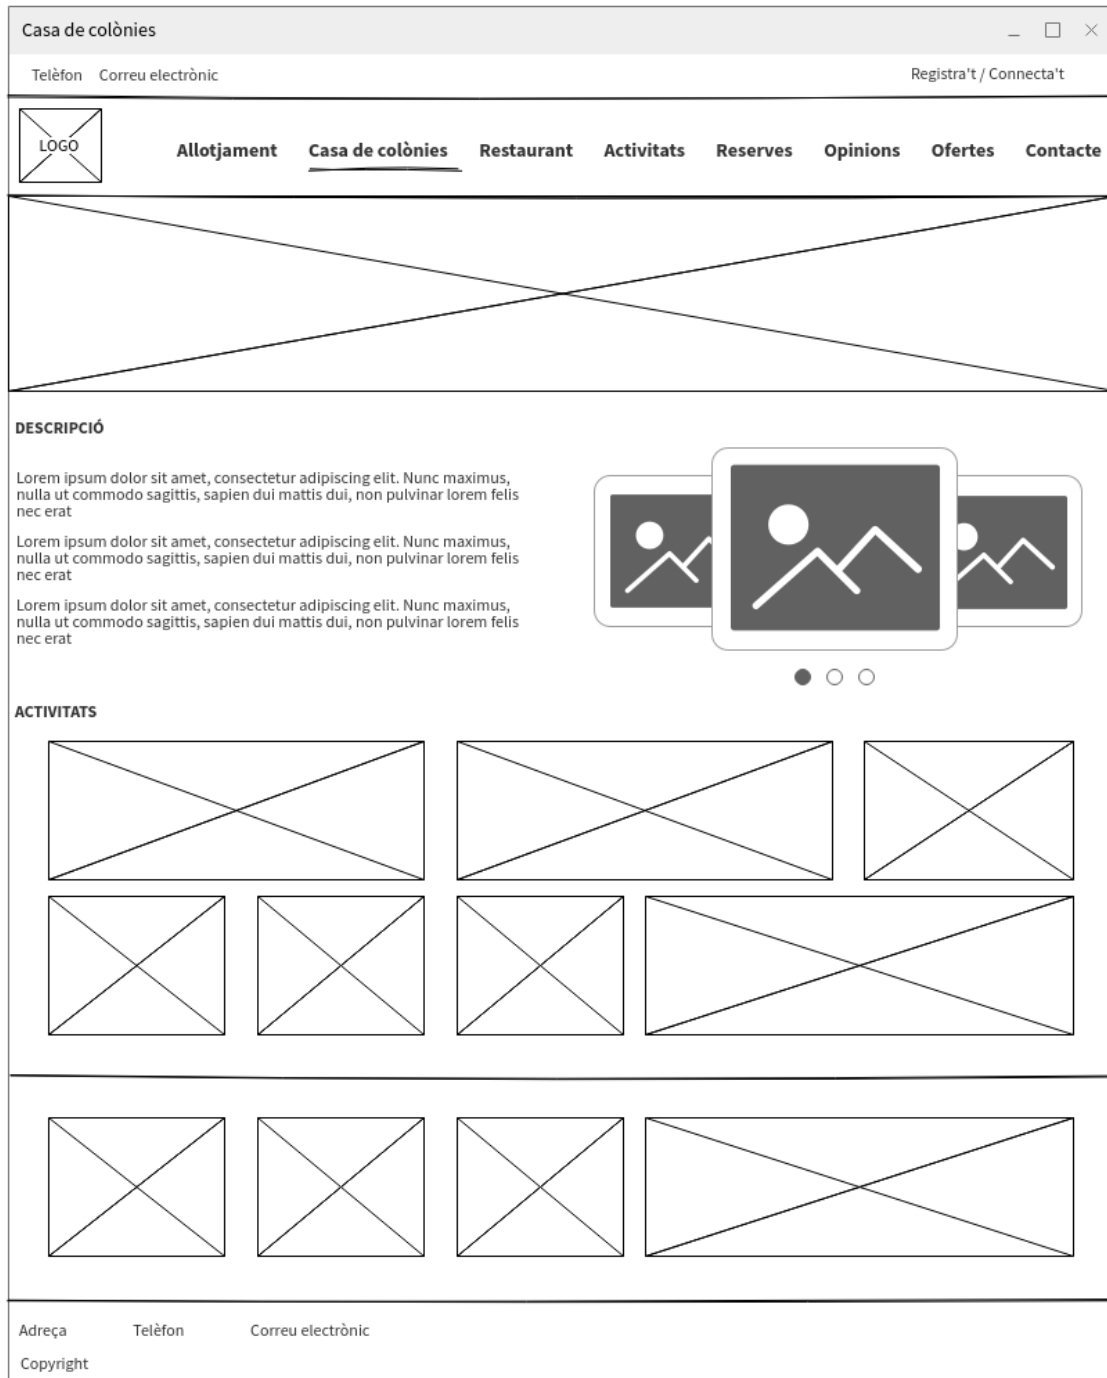 Casa de colònies
Telèfon Correu electrònic Registra't / Connecta't
LOGO
Allotjament Casa de colònies Restaurant Activitats Reserves Opinions Ofertes Contacte
DESCRIPCIÓ
Lorem ipsum dolor sit amet, consectetur adipiscing elit. Nunc maximus,
nulla ut commodo sagittis, sapien dui mattis dui, non pulvinar lorem felis
nec erat
Lorem ipsum dolor sit amet, consectetur adipiscing elit. Nunc maximus,
nulla ut commodo sagittis, sapien dui mattis dui, non pulvinar lorem felis
nec erat
Lorem ipsum dolor sit amet, consectetur adipiscing elit. Nunc maximus,
nulla ut commodo sagittis, sapien dui mattis dui, non pulvinar lorem felis
nec erat
ACTIVITATS
Adreça Telèfon Correu electrònic
Copyright